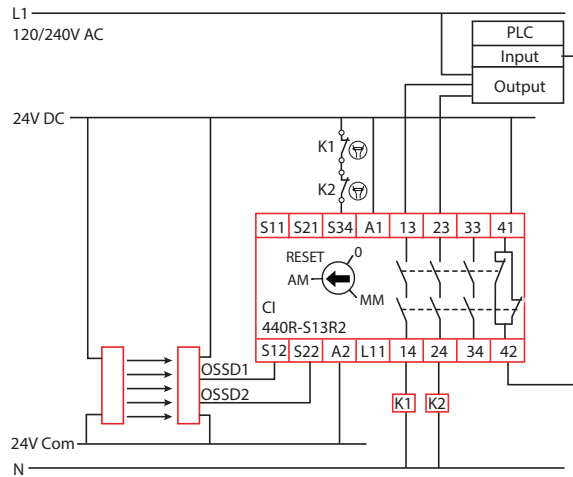 L1
120/240V AC
PLC
Input
Output
24V DC
K1
K2
S11 S21 S34 A1 13 23 33 41
RESET 0
AM
MM
CI
440R-S13R2
S12 S22 A2 L11 14 24 34 42
OSSD1
OSSD2
K1 K2
24V Com
N